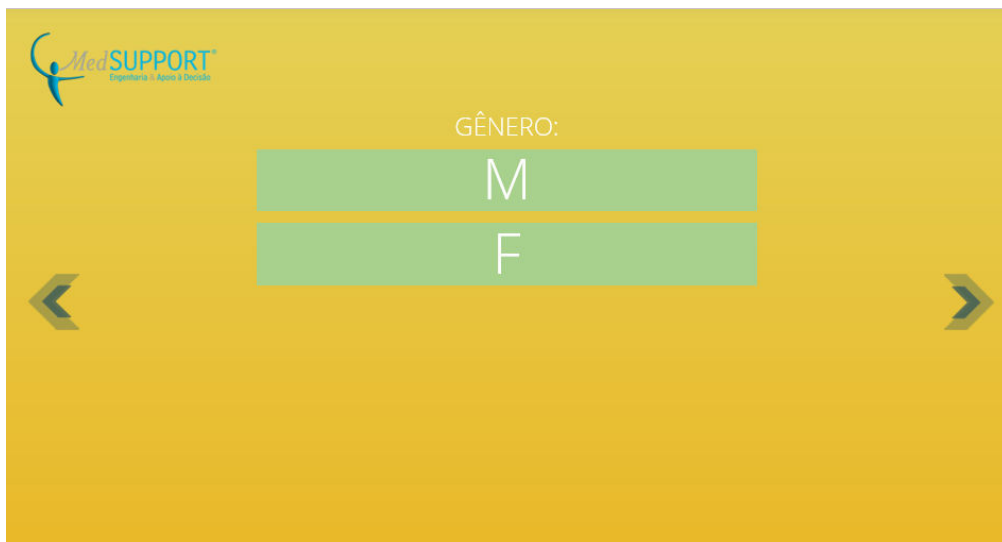 MedSUPPORT®
Engenharia & Apoio à Decisão
GÊNERO:
M
F